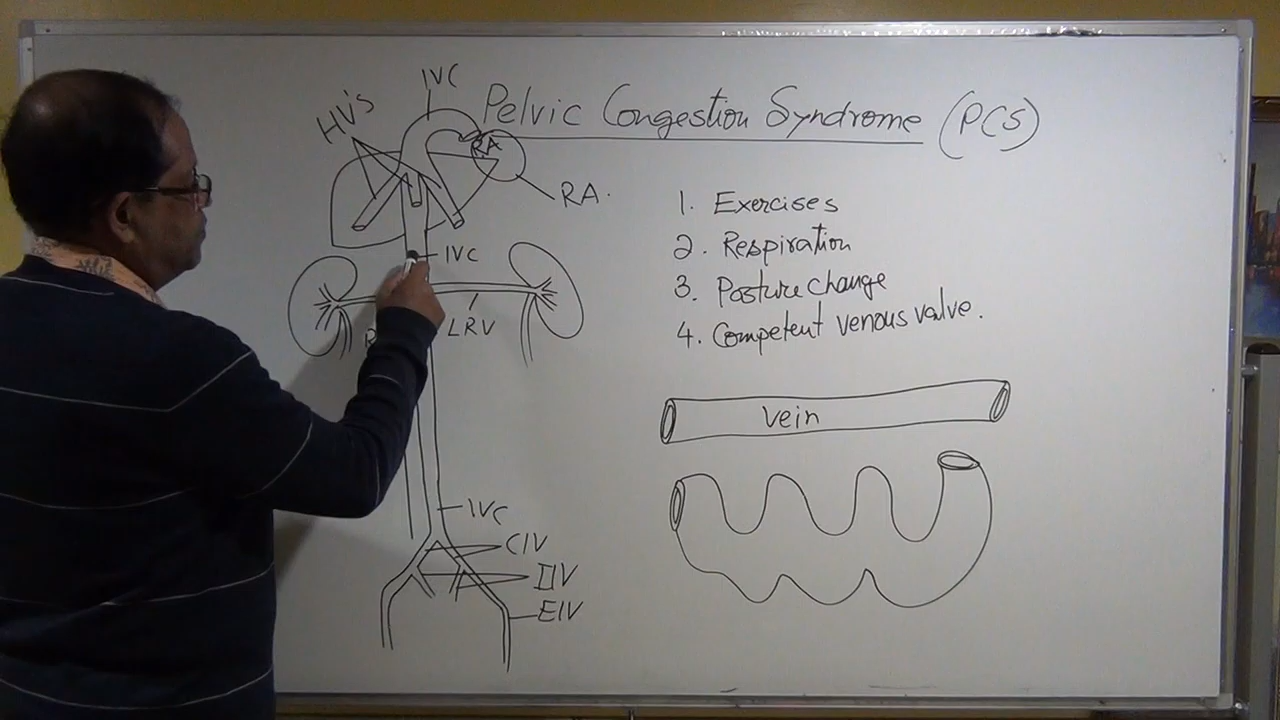 IVC
HV's
Pelvic Congestion Syndrome (PCS)
RA
RA.
IVC
LRV
1. Exercises
2. Respiration
3. Posture change
4. Competent venous valve.
Vein
IVC
CIV
IIV
EIV